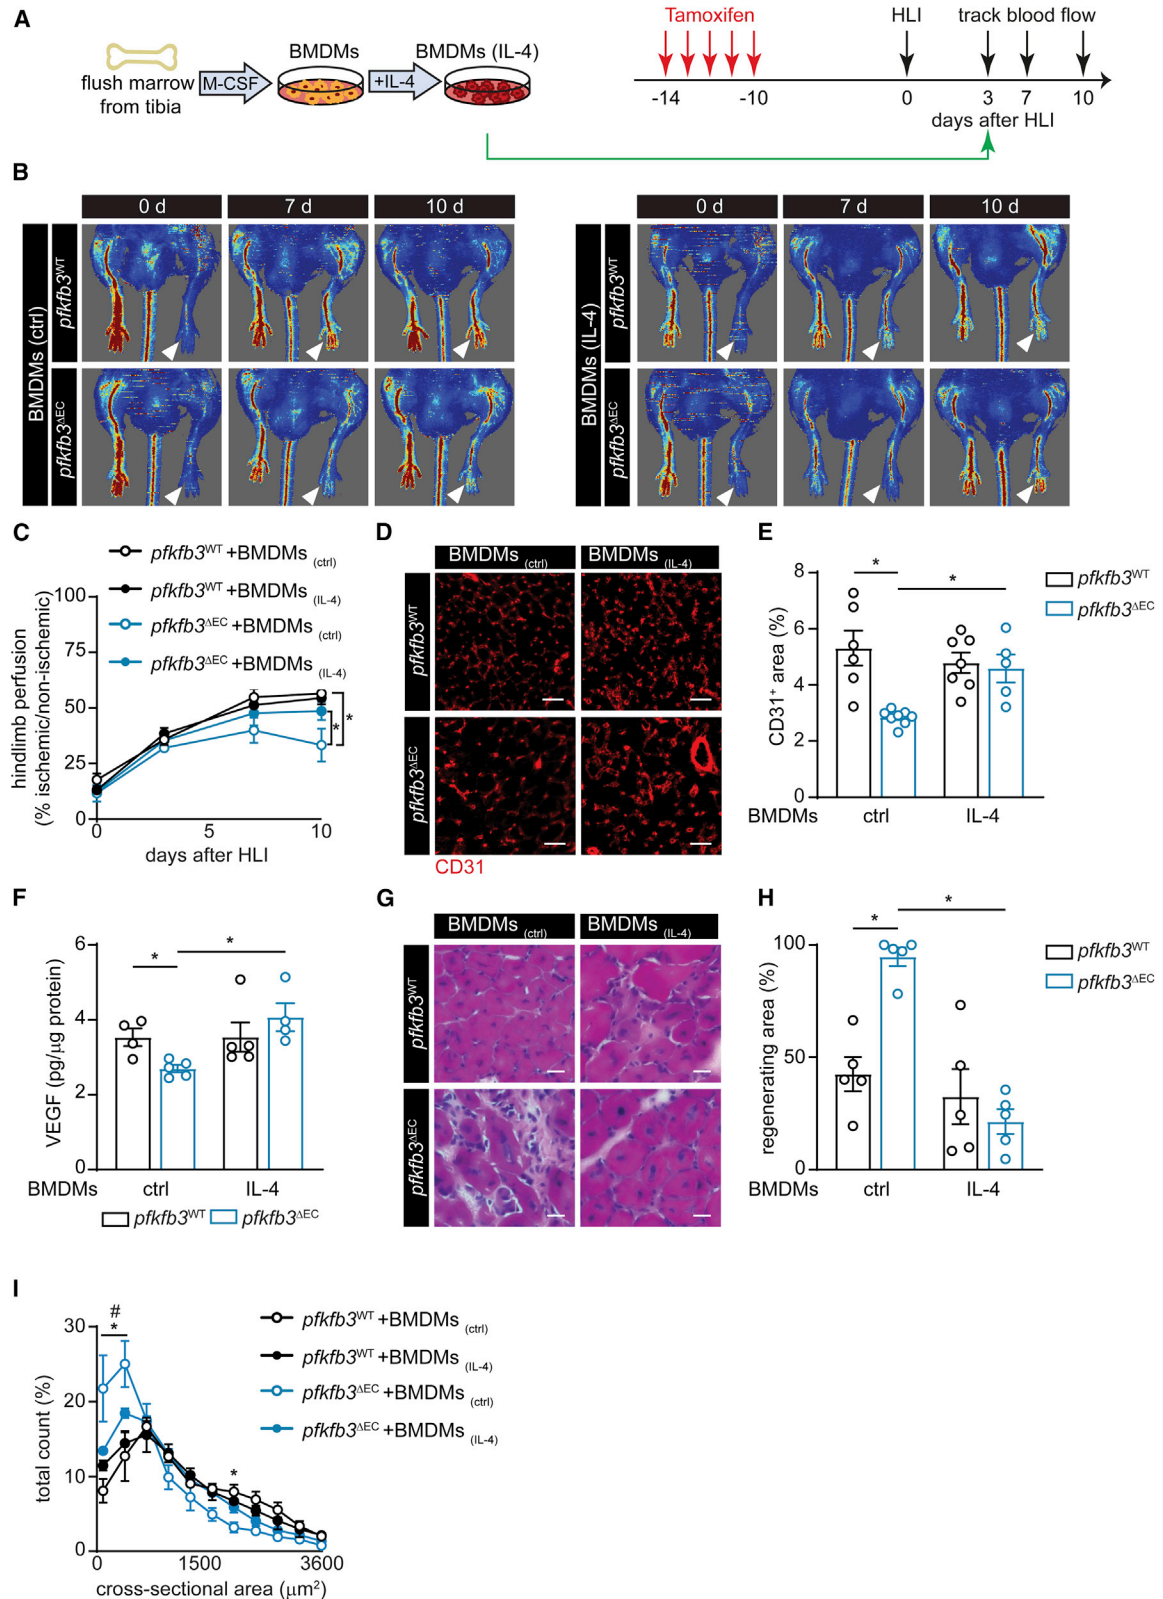 A
flush marrow
from tibia
M-CSF
BMDMs
+IL-4
BMDMs (IL-4)
Tamoxifen
HLI
track blood flow
-14
-10
0
3
7
10
days after HLI
B
0 d
7 d
10 d
BMDMs (ctrl)
pfkfb3WT
pfkfb3ΔEC
0 d
7 d
10 d
BMDMs (IL-4)
pfkfb3WT
pfkfb3ΔEC
C
pfkfb3WT +BMDMs (ctrl)
pfkfb3WT +BMDMs (IL-4)
pfkfb3ΔEC +BMDMs (ctrl)
pfkfb3ΔEC +BMDMs (IL-4)
hindlimb perfusion
(% ischemic/non-ischemic)
100
75
50
25
0
* *
0
5
10
days after HLI
D
BMDMs (ctrl)
BMDMs (IL-4)
pfkfb3WT
pfkfb3ΔEC
CD31
E
CD31+ area (%)
8
6
4
2
0
*
*
BMDMs
ctrl
IL-4
pfkfb3WT
pfkfb3ΔEC
F
VEGF (pg/μg protein)
6
4
2
0
*
*
BMDMs
ctrl
IL-4
pfkfb3WT
pfkfb3ΔEC
G
BMDMs (ctrl)
BMDMs (IL-4)
pfkfb3WT
pfkfb3ΔEC
H
regenerating area (%)
100
50
0
*
*
BMDMs
ctrl
IL-4
pfkfb3WT
pfkfb3ΔEC
I
total count (%)
30
20
10
0
#
*
*
0
1500
3600
cross-sectional area (μm²)
pfkfb3WT +BMDMs (ctrl)
pfkfb3WT +BMDMs (IL-4)
pfkfb3ΔEC +BMDMs (ctrl)
pfkfb3ΔEC +BMDMs (IL-4)